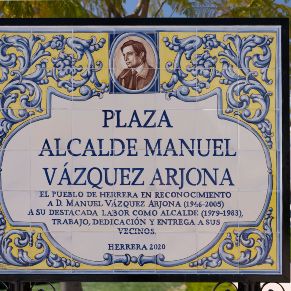 PLAZA
ALCALDE MANUEL
VÁZQUEZ ARJONA
EL PUEBLO DE HERRERA EN RECONOCIMIENTO
A D. MANUEL VÁZQUEZ ARJONA (1946-2005)
A SU DESTACADA LABOR COMO ALCALDE (1979-1983),
TRABAJO, DEDICACIÓN Y ENTREGA A SUS
VECINOS.
HERRERA 2020